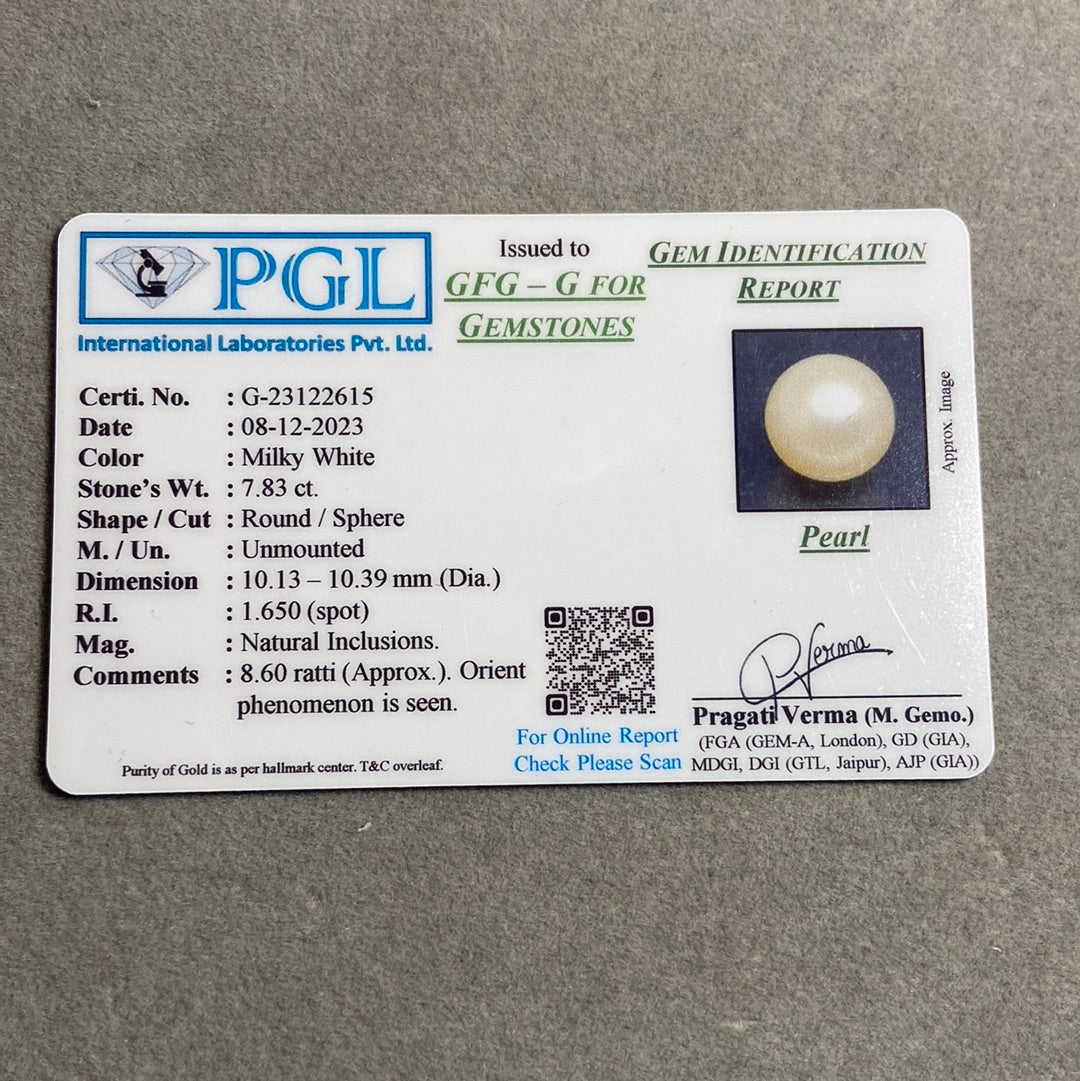 PGL
International Laboratories Pvt. Ltd.
Issued to
GFG – G FOR
GEMSTONES
GEM IDENTIFICATION
REPORT
Certi. No. : G-23122615
Date : 08-12-2023
Color : Milky White
Stone's Wt. : 7.83 ct.
Shape / Cut : Round / Sphere
M. / Un. : Unmounted
Dimension : 10.13 – 10.39 mm (Dia.)
R.I. : 1.650 (spot)
Mag. : Natural Inclusions.
Comments : 8.60 ratti (Approx.). Orient
phenomenon is seen.
Purity of Gold is as per hallmark center. T&C overleaf.
For Online Report
Check Please Scan
Approx. Image
Pearl
P Verma
Pragati Verma (M. Gemo.)
(FGA (GEM-A, London), GD (GIA),
MDGI, DGI (GTL, Jaipur), AJP (GIA))